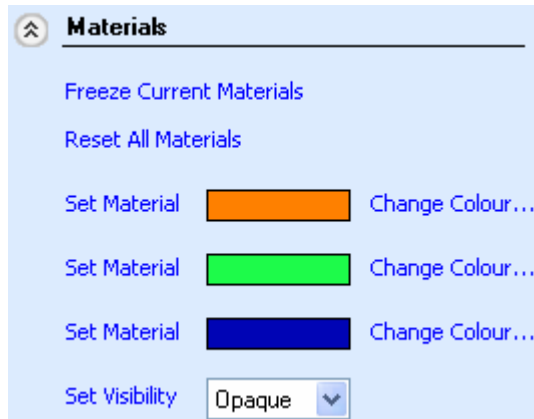 Materials
Freeze Current Materials
Reset All Materials
Set Material Change Colour...
Set Material Change Colour...
Set Material Change Colour...
Set Visibility Opaque